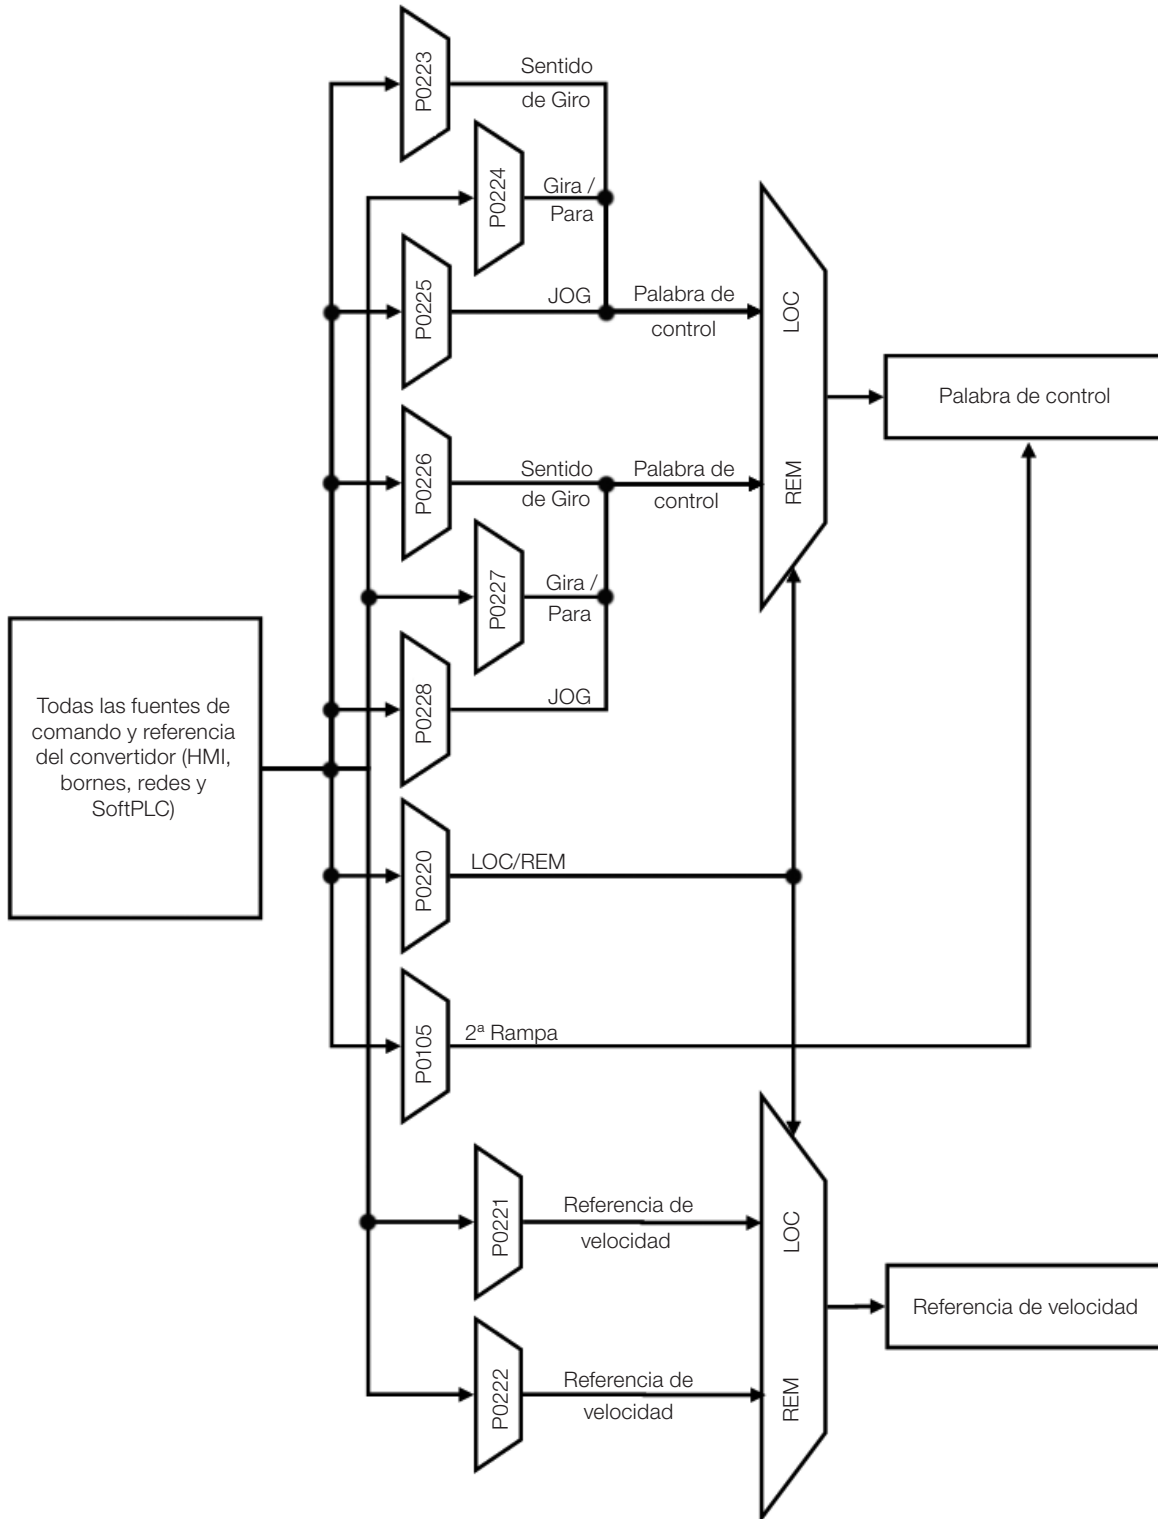 P0223
Sentido
de Giro
P0224
Gira /
Para
P0225
JOG
Palabra de
control
LOC
Palabra de control
P0226
Sentido
de Giro
Palabra de
control
REM
P0227
Gira /
Para
P0228
JOG
Todas las fuentes de
comando y referencia
del convertidor (HMI,
bornes, redes y
SoftPLC)
P0220
LOC/REM
P0105
2ª Rampa
P0221
Referencia de
velocidad
LOC
Referencia de velocidad
P0222
Referencia de
velocidad
REM